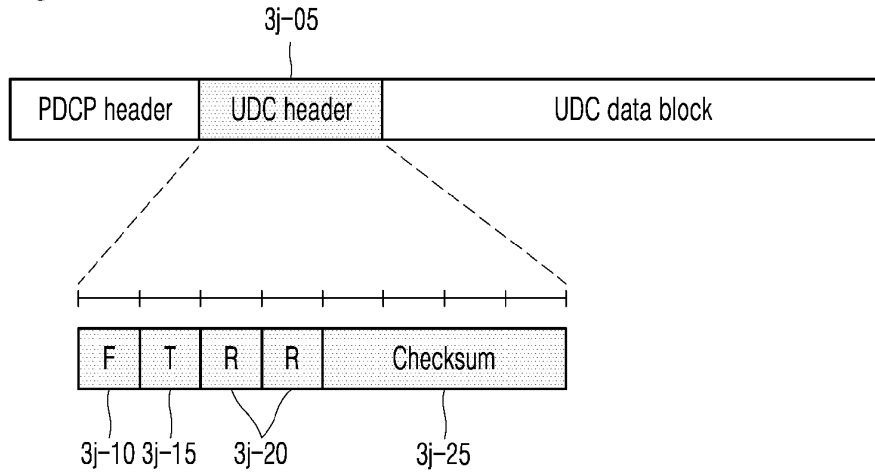 3j-05
PDCP header UDC header UDC data block
F T R R Checksum
3j-10 3j-15 3j-20 3j-25